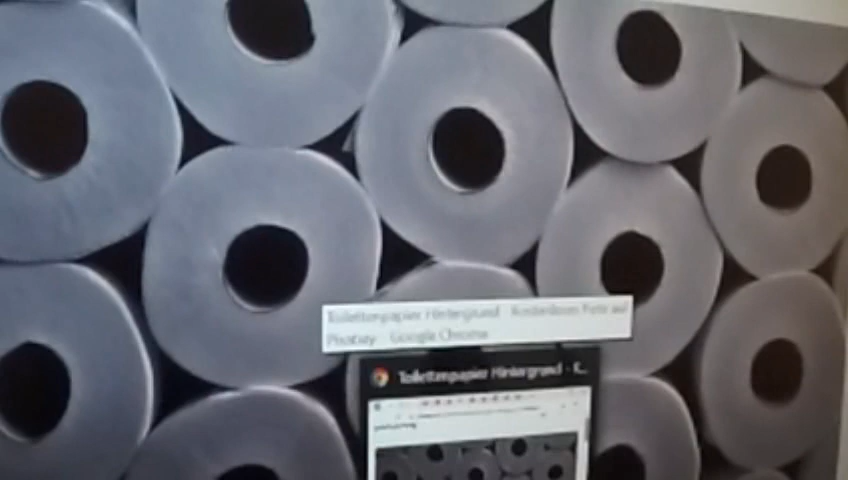 Toilettenpapier Hintergrund - Kostenloses Foto auf
Pixabay - Google Chrome
Toilettenpapier Hintergrund - K...